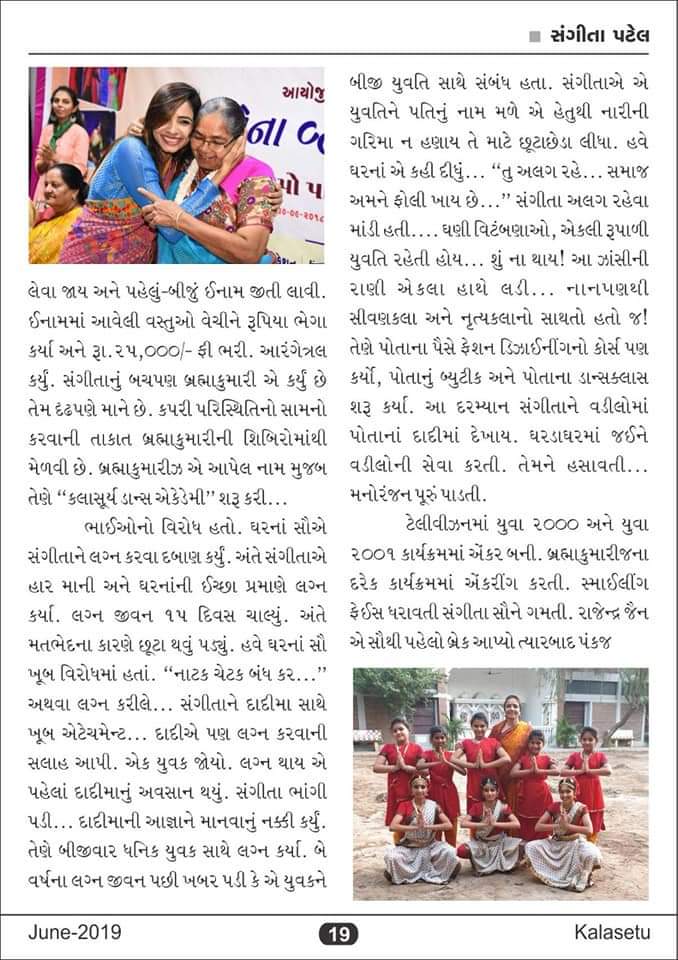 સંગીતા પટેલ
આયોજી
30-06-2018
લેવા જાય અને પહેલું-બીજું ઈનામ જીતી લાવી.
ઈનામમાં આવેલી વસ્તુઓ વેચીને રૂપિયા ભેગા
કર્યા અને રૂા.૨૫,૦૦૦/- ફી ભરી. આરંગેત્રલ
કર્યું. સંગીતાનું બચપણ બ્રહ્માકુમારી એ કર્યું છે
તેમ દઢપણે માને છે. કપરી પરિસ્થિતિનો સામનો
કરવાની તાકાત બ્રહ્માકુમારીની શિબિરોમાંથી
મેળવી છે. બ્રહ્માકુમારીઝ એ આપેલ નામ મુજબ
તેણે “કલાસૂર્ય ડાન્સ એકેડેમી” શરૂ કરી...
ભાઈઓનો વિરોધ હતો. ઘરનાં સૌએ
સંગીતાને લગ્ન કરવા દબાણ કર્યું. અંતે સંગીતાએ
હાર માની અને ઘરનાંની ઈચ્છા પ્રમાણે લગ્ન
કર્યા. લગ્ન જીવન ૧૫ દિવસ ચાલ્યું. અંતે
મતભેદના કારણે છૂટા થવું પડ્યું. હવે ઘરનાં સૌ
ખૂબ વિરોધમાં હતાં. “નાટક ચેટક બંધ કર...”
અથવા લગ્ન કરીલે... સંગીતાને દાદીમા સાથે
ખૂબ એટેચમેન્ટ... દાદીએ પણ લગ્ન કરવાની
સલાહ આપી. એક યુવક જોયો. લગ્ન થાય એ
પહેલાં દાદીમાનું અવસાન થયું. સંગીતા ભાંગી
પડી... દાદીમાની આજ્ઞાને માનવાનું નક્કી કર્યું.
તેણે બીજીવાર ધનિક યુવક સાથે લગ્ન કર્યા. બે
વર્ષના લગ્ન જીવન પછી ખબર પડી કે એ યુવકને
બીજી યુવતિ સાથે સંબંધ હતા. સંગીતાએ એ
યુવતિને પતિનું નામ મળે એ હેતુથી નારીની
ગરિમા ન હણાય તે માટે છૂટાછેડા લીધા. હવે
ઘરનાં એ કહી દીધું... “તુ અલગ રહે... સમાજ
અમને ફોલી ખાય છે...” સંગીતા અલગ રહેવા
માંડી હતી.... ઘણી વિટંબણાઓ, એકલી રૂપાળી
યુવતિ રહેતી હોય... શું ના થાય! આ ઝાંસીની
રાણી એકલા હાથે લડી... નાનપણથી
સીવણકલા અને નૃત્યકલાનો સાથતો હતો જ!
તેણે પોતાના પૈસે ફેશન ડિઝાઈનીંગનો કોર્સ પણ
કર્યો, પોતાનું બ્યુટીક અને પોતાના ડાન્સક્લાસ
શરૂ કર્યા. આ દરમ્યાન સંગીતાને વડીલોમાં
પોતાનાં દાદીમાં દેખાય. ઘરડાઘરમાં જઈને
વડીલોની સેવા કરતી. તેમને હસાવતી...
મનોરંજન પૂરું પાડતી.
ટેલીવીઝનમાં યુવા ૨૦૦૦ અને યુવા
૨૦૦૧ કાર્યક્રમમાં એંકર બની. બ્રહ્માકુમારીજના
દરેક કાર્યક્રમમાં એંકરીંગ કરતી. સ્માઈલીંગ
ફેઈસ ધરાવતી સંગીતા સૌને ગમતી. રાજેન્દ્ર જૈન
એ સૌથી પહેલો બ્રેક આપ્યો ત્યારબાદ પંકજ
June-2019
19
Kalasetu